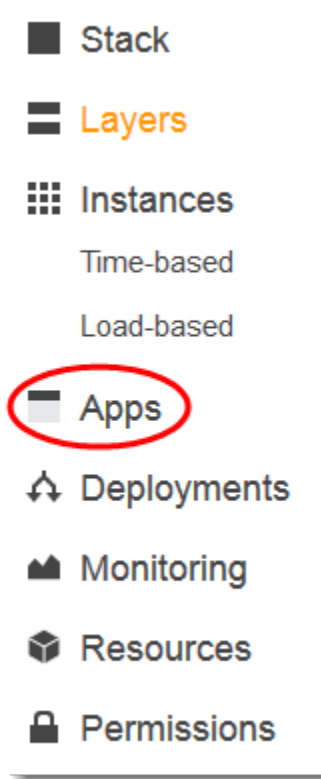 Stack
Layers
Instances
Time-based
Load-based
Apps
Deployments
Monitoring
Resources
Permissions